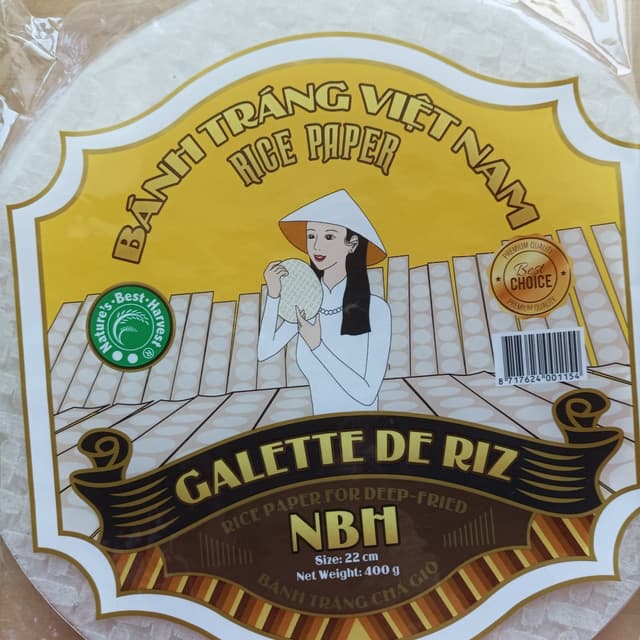 BÁNH TRÁNG VIỆT NAM
RICE PAPER
PREMIUM QUALITY
Best
CHOICE
PREMIUM QUALITY
Nature's·Best·Harvest
8 717624 001154
GALETTE DE RIZ
RICE PAPER FOR DEEP-FRIED
NBH
Size: 22 cm
Net Weight: 400 g
BÁNH TRÁNG CHẢ GIÒ